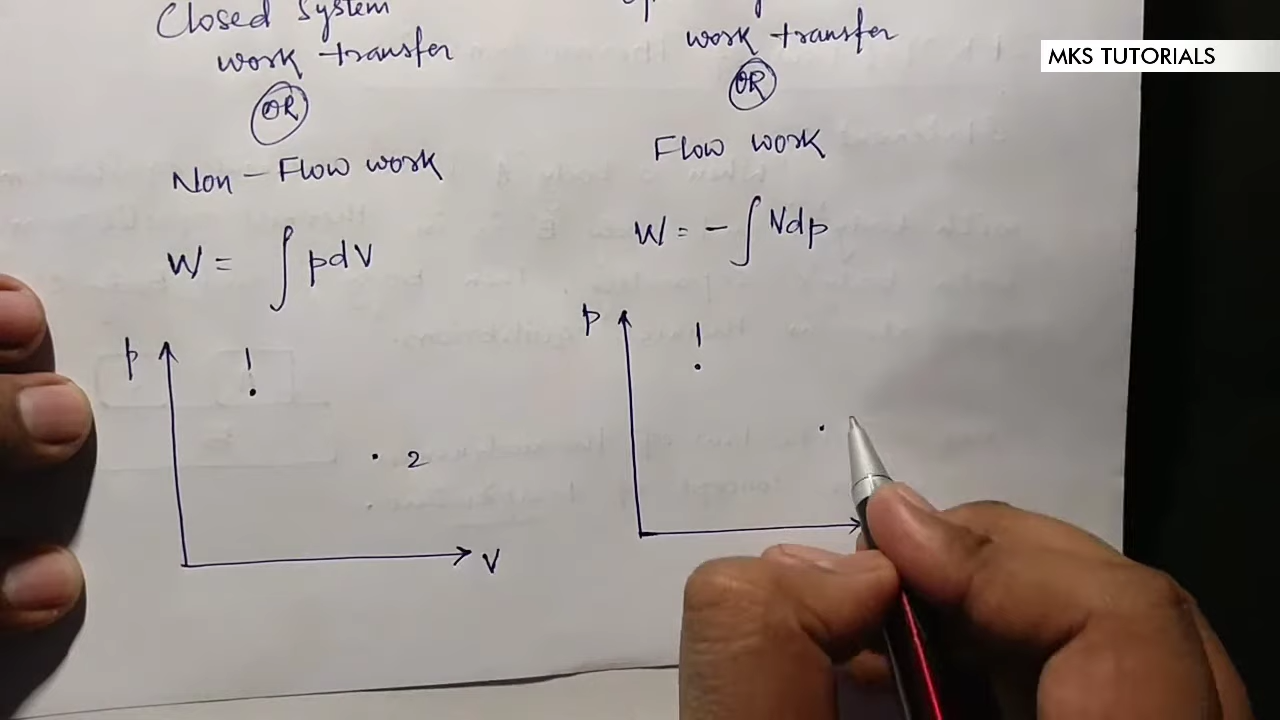 Closed System
work transfer
OR
Non - Flow work
W = ∫ pdV
p
1
2
V
work transfer
OR
Flow work
W = - ∫ Vdp
p
1
MKS TUTORIALS